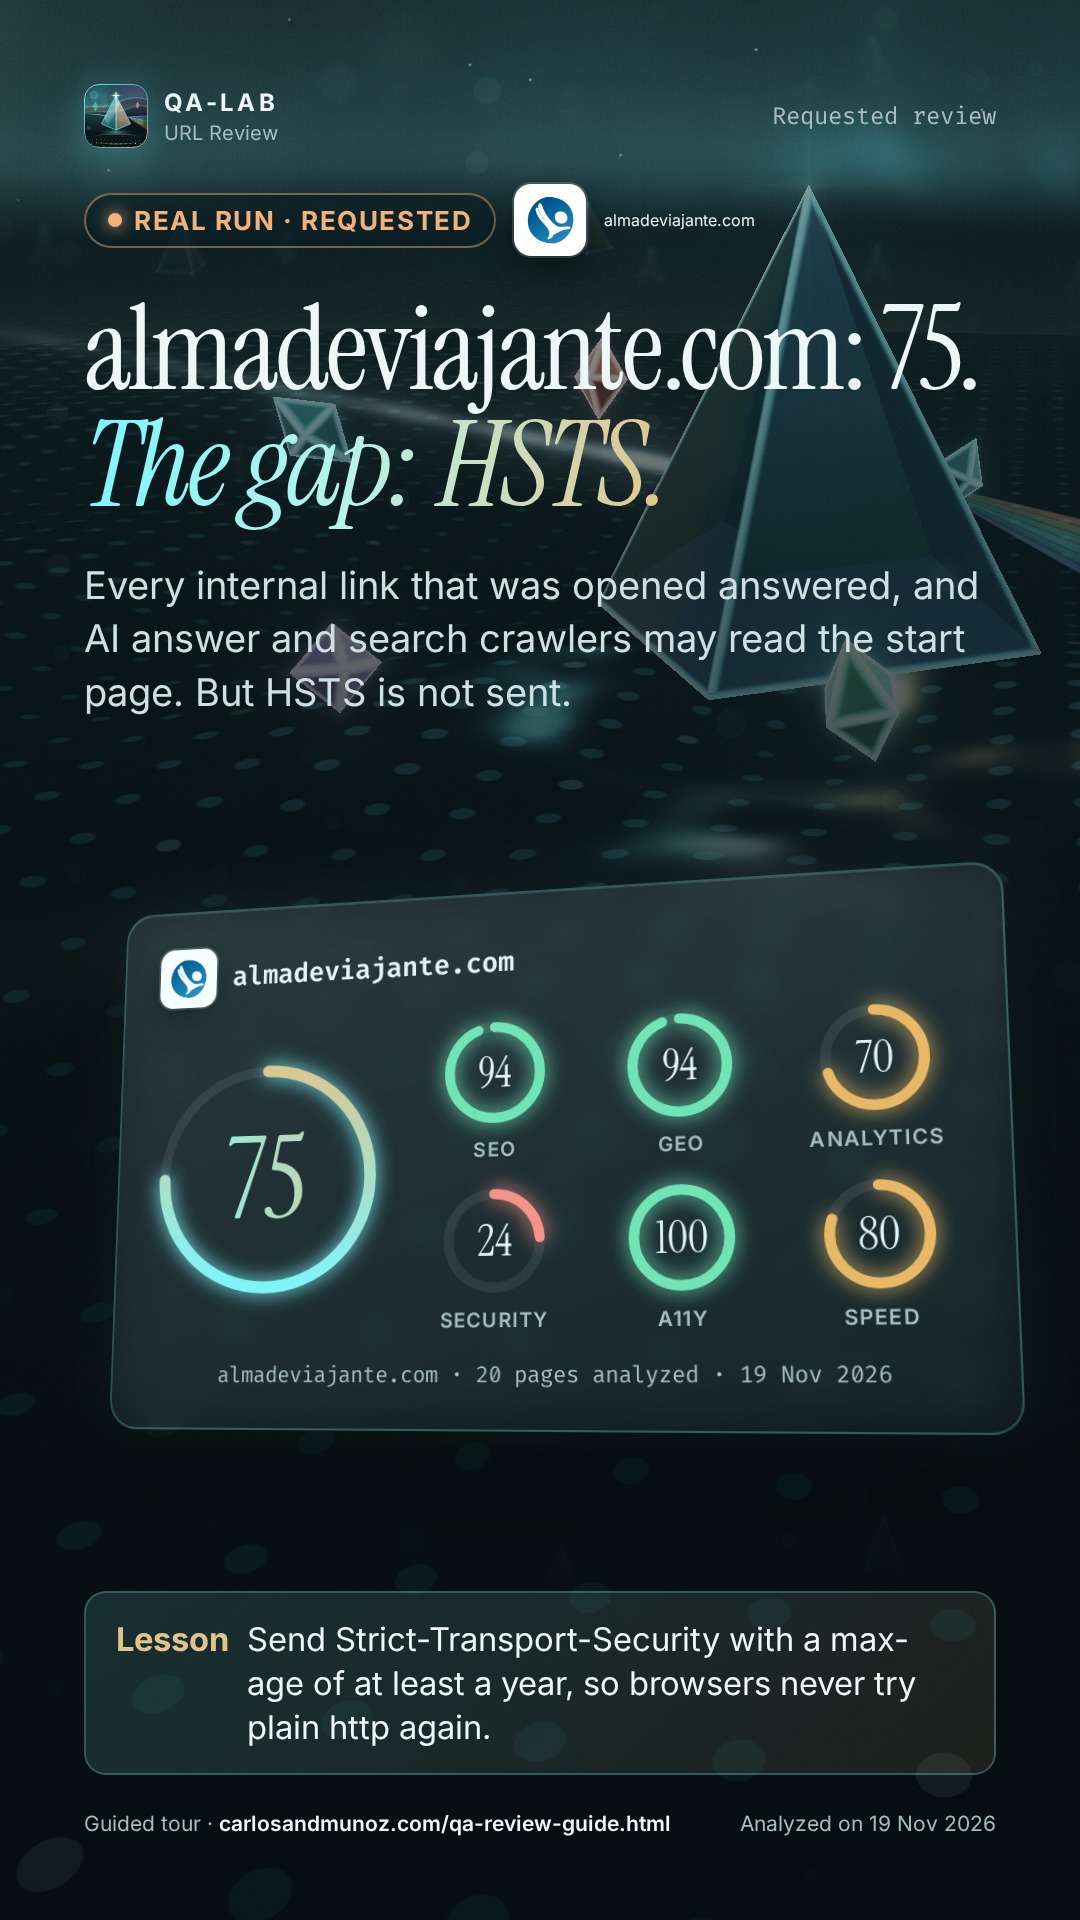 QA-LAB
URL Review
Requested review
REAL RUN · REQUESTED
almadeviajante.com
almadeviajante.com: 75.
The gap: HSTS.
Every internal link that was opened answered, and
AI answer and search crawlers may read the start
page. But HSTS is not sent.
almadeviajante.com
75
94
SEO
94
GEO
70
ANALYTICS
24
SECURITY
100
A11Y
80
SPEED
almadeviajante.com · 20 pages analyzed · 19 Nov 2026
Lesson
Send Strict-Transport-Security with a max-
age of at least a year, so browsers never try
plain http again.
Guided tour · carlosandmunoz.com/qa-review-guide.html
Analyzed on 19 Nov 2026